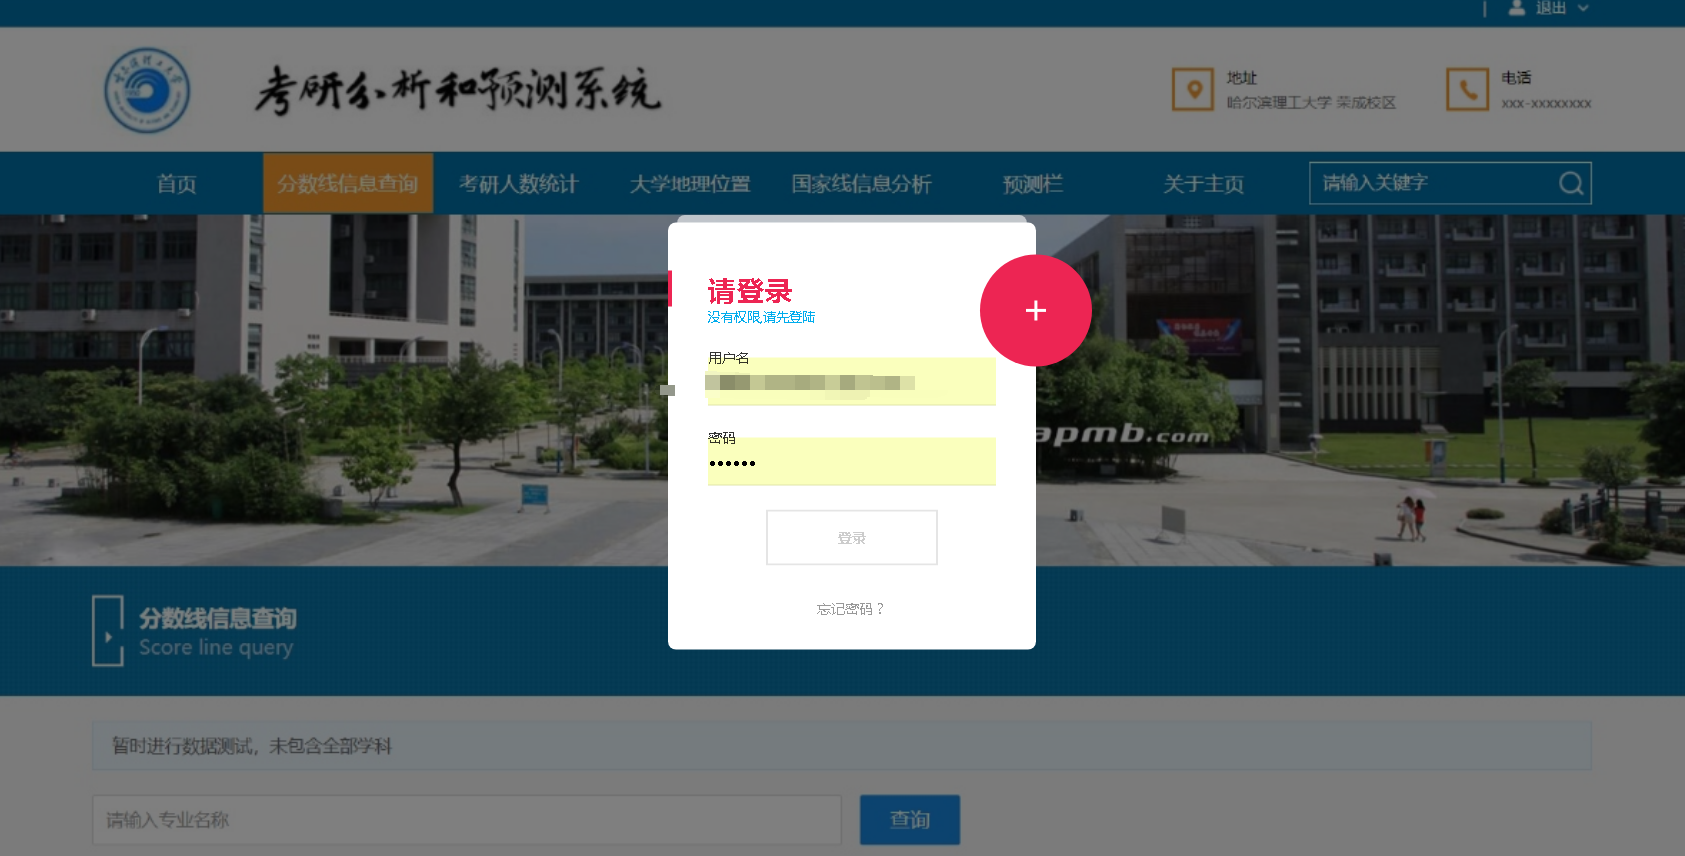 退出
考研分析和预测系统
地址
哈尔滨理工大学 荣成校区
电话
xxx-xxxxxxxx
首页
分数线信息查询
考研人数统计
大学地理位置
国家线信息分析
预测栏
关于主页
请输入关键字
请登录
没有权限,请先登陆
用户名
密码
••••••
登录
忘记密码？
apmb.com
分数线信息查询
Score line query
暂时进行数据测试，未包含全部学科
请输入专业名称
查询